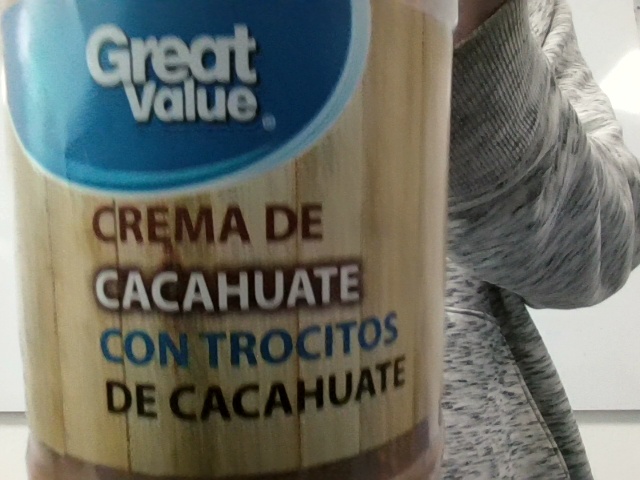 Great
Value
CREMA DE
CACAHUATE
CON TROCITOS
DE CACAHUATE